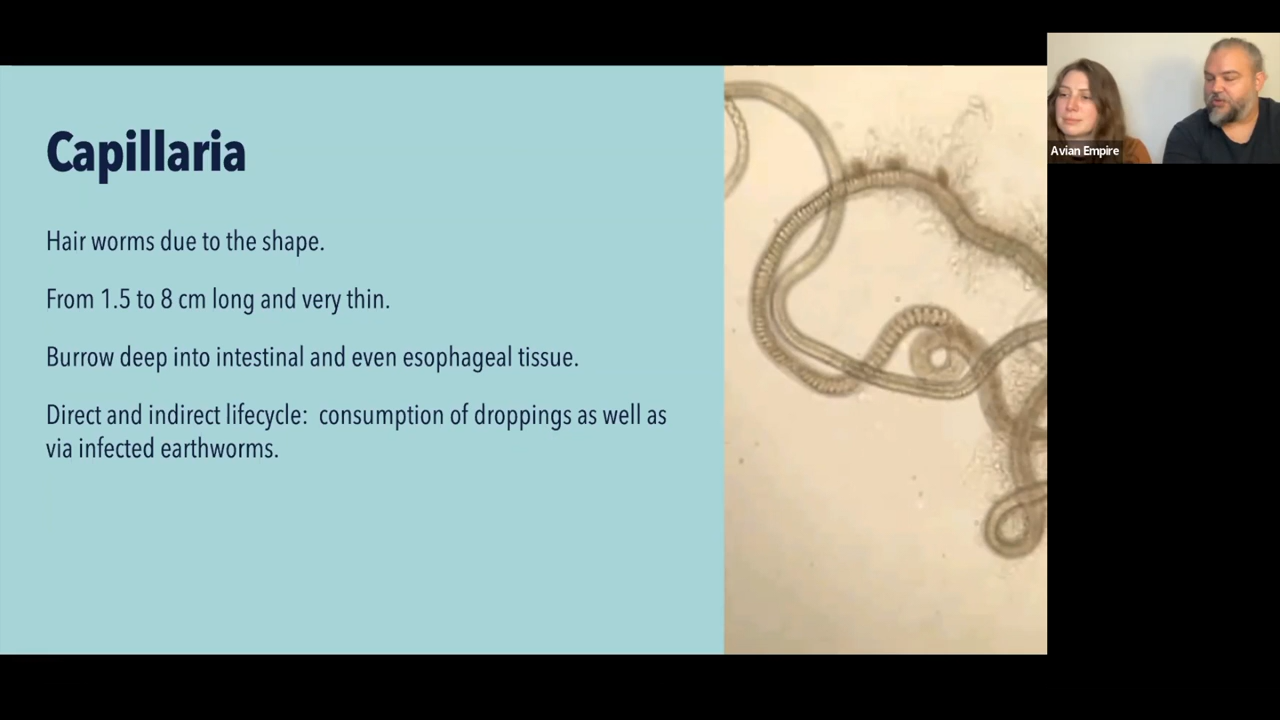 Capillaria
Hair worms due to the shape.
From 1.5 to 8 cm long and very thin.
Burrow deep into intestinal and even esophageal tissue.
Direct and indirect lifecycle:  consumption of droppings as well as
via infected earthworms.
Avian Empire